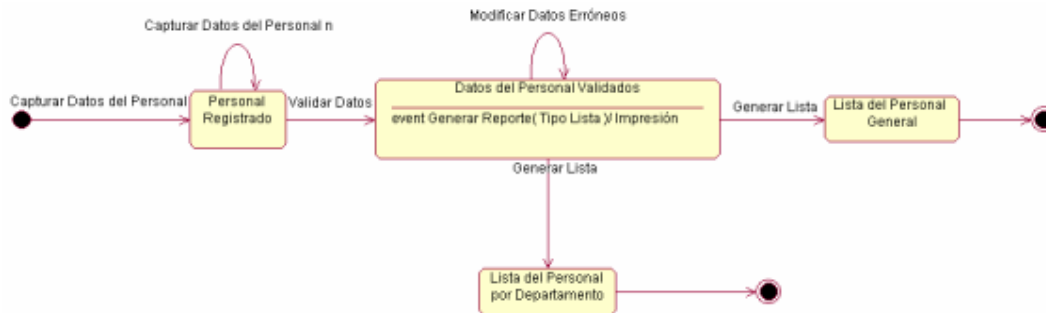 Modificar Datos Erróneos
Capturar Datos del Personal n
Capturar Datos del Personal
Personal
Registrado
Validar Datos
Datos del Personal Validados
event Generar Reporte( Tipo Lista )/ Impresión
Generar Lista
Lista del Personal
General
Generar Lista
Lista del Personal
por Departamento